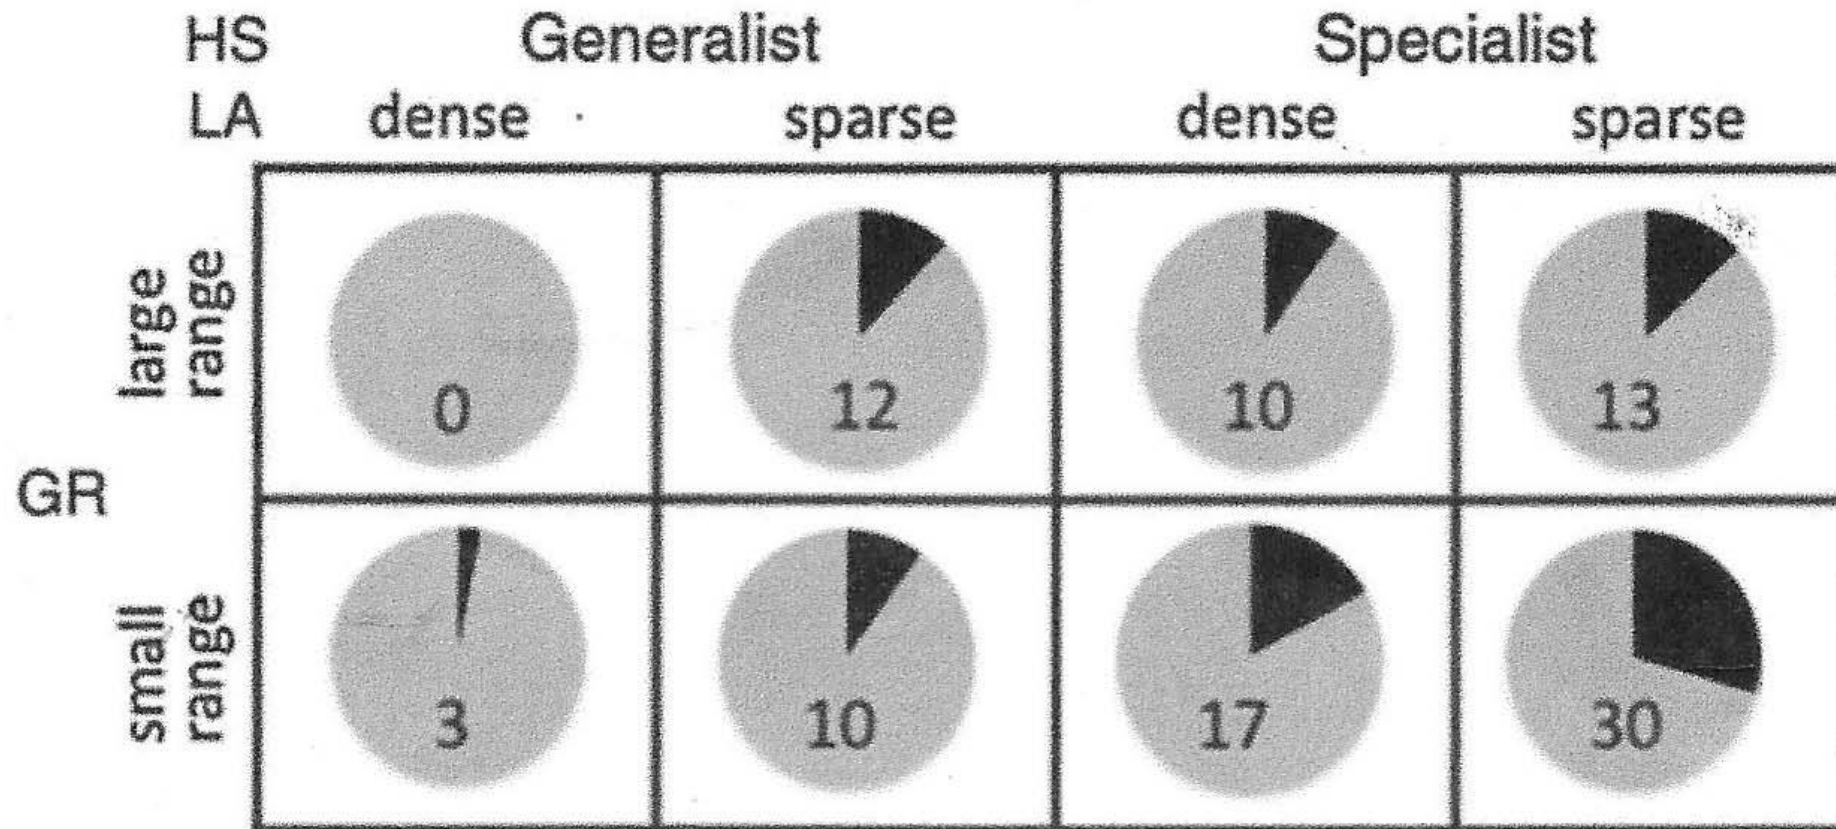 HS Generalist Specialist
LA dense sparse dense sparse
large range
0 12 10 13
GR
small range
3 10 17 30